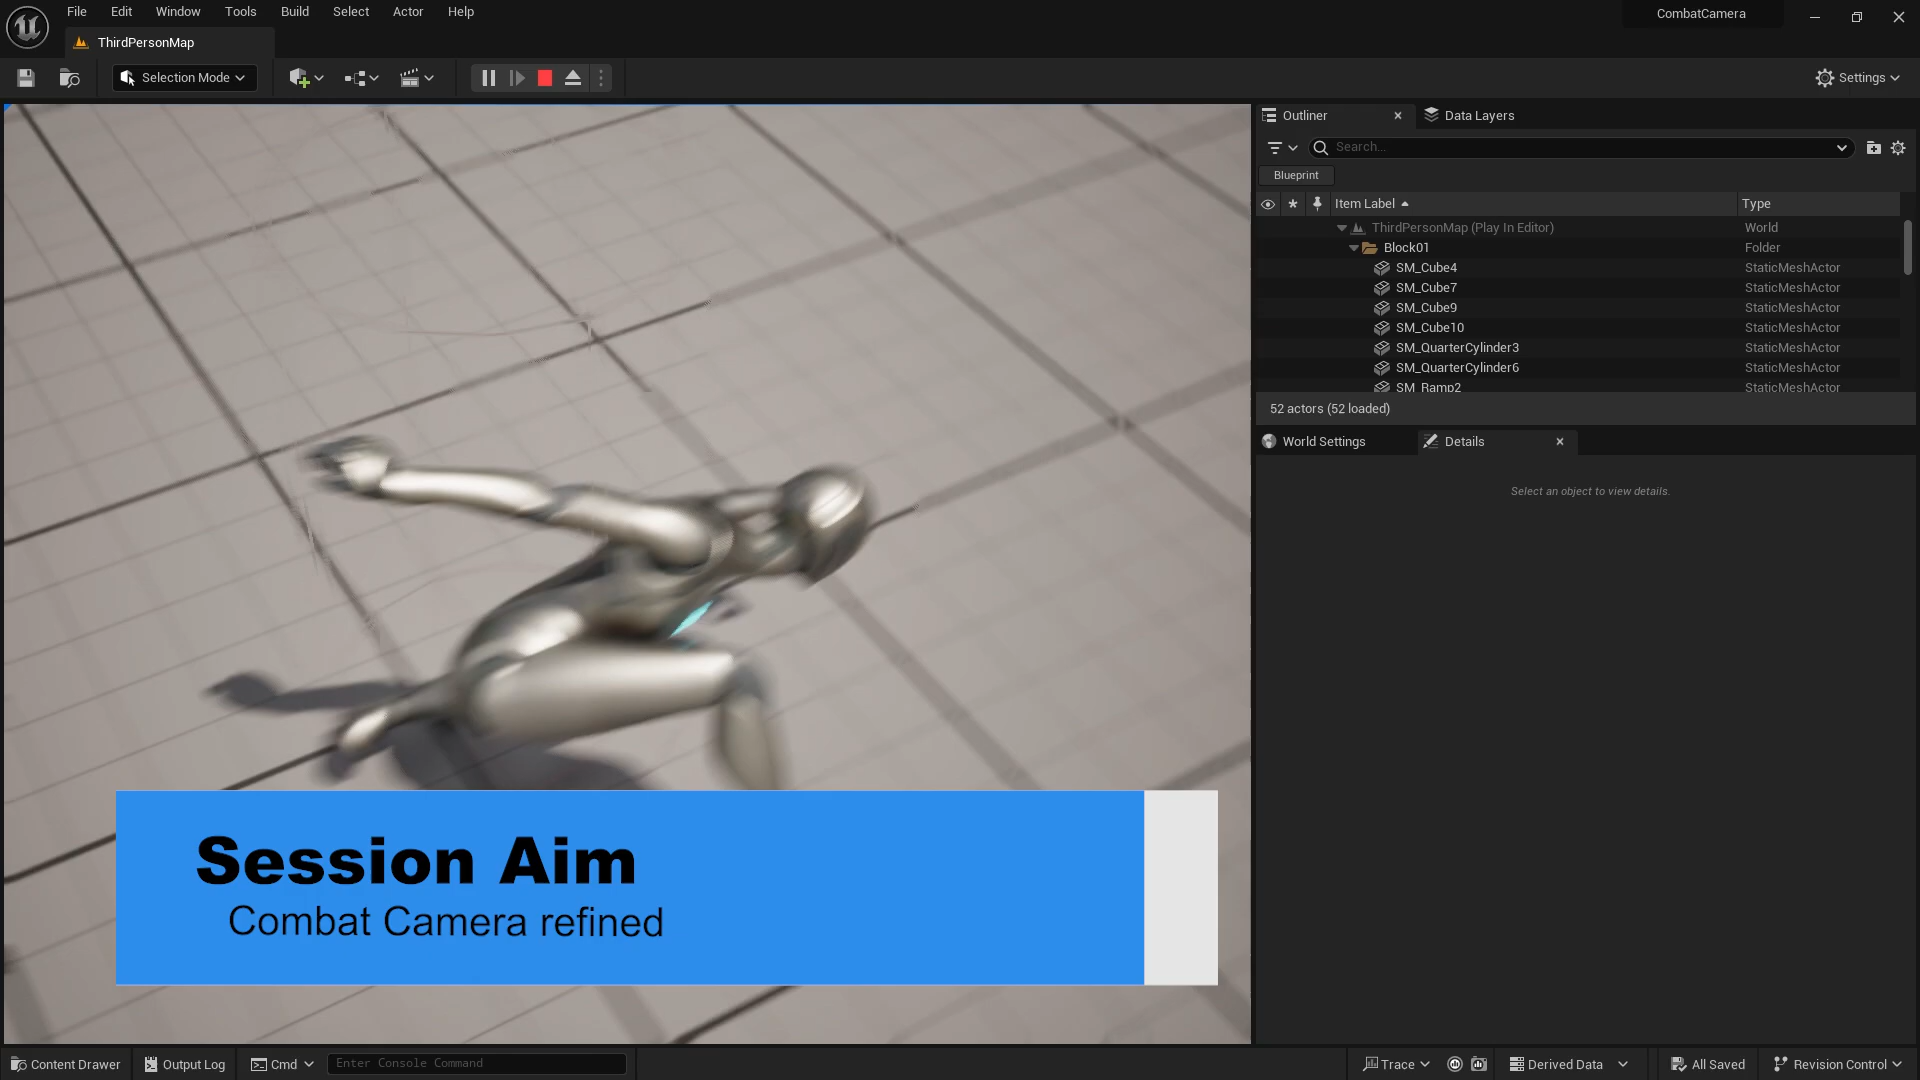 File Edit Window Tools Build Select Actor Help
CombatCamera
ThirdPersonMap
Selection Mode
Settings
Outliner
Data Layers
Search...
Blueprint
Item Label Type
ThirdPersonMap (Play In Editor) World
Block01 Folder
SM_Cube4 StaticMeshActor
SM_Cube7 StaticMeshActor
SM_Cube9 StaticMeshActor
SM_Cube10 StaticMeshActor
SM_QuarterCylinder3 StaticMeshActor
SM_QuarterCylinder6 StaticMeshActor
SM_Ramp2 StaticMeshActor
52 actors (52 loaded)
World Settings
Details
Select an object to view details.
Session Aim
Combat Camera refined
Content Drawer Output Log Cmd Enter Console Command Trace Derived Data All Saved Revision Control